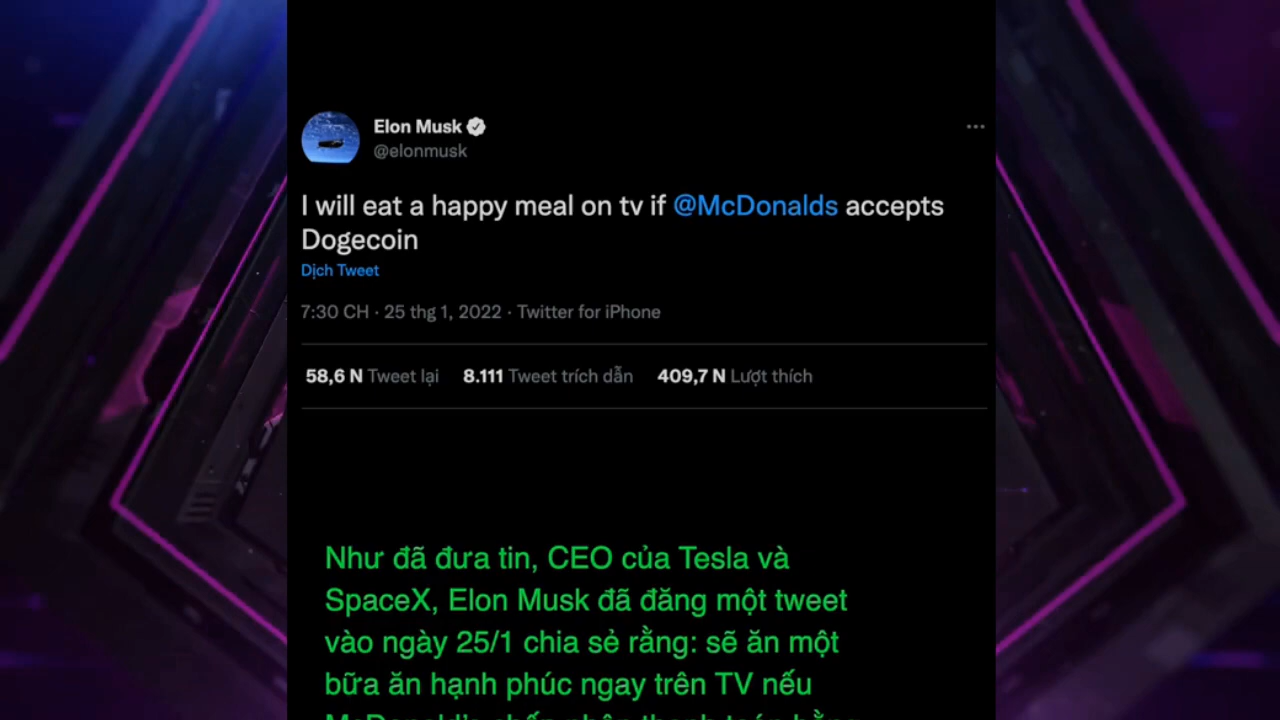 Elon Musk
@elonmusk
I will eat a happy meal on tv if @McDonalds accepts
Dogecoin
Dịch Tweet
7:30 CH · 25 thg 1, 2022 · Twitter for iPhone
58,6 N Tweet lại 8.111 Tweet trích dẫn 409,7 N Lượt thích
Như đã đưa tin, CEO của Tesla và
SpaceX, Elon Musk đã đăng một tweet
vào ngày 25/1 chia sẻ rằng: sẽ ăn một
bữa ăn hạnh phúc ngay trên TV nếu